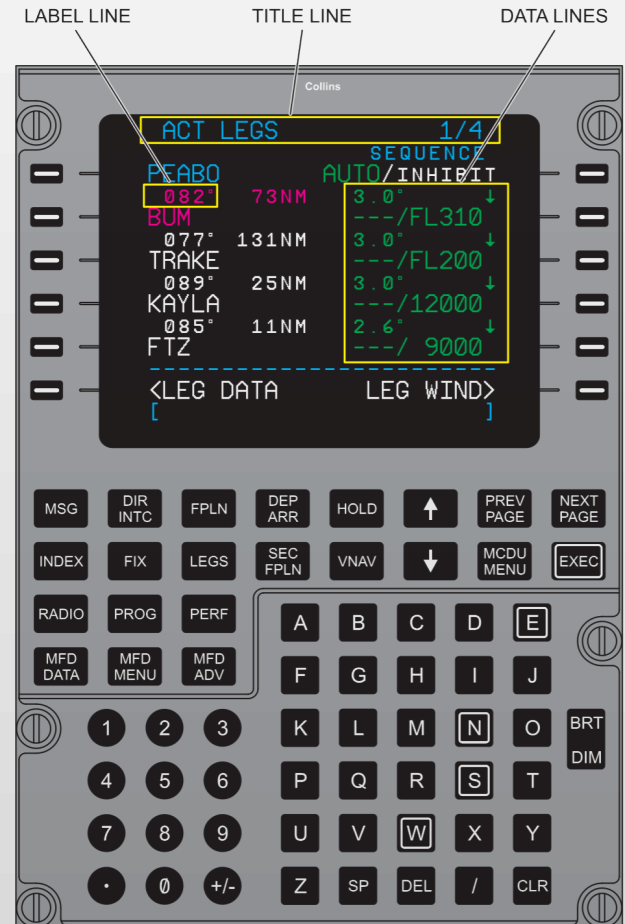 LABEL LINE TITLE LINE DATA LINES
Collins
ACT LEGS 1/4
SEQUENCE
PEABO AUTO/INHIBIT
082° 73NM 3.0° ↓
BUM ---/FL310
077° 131NM 3.0° ↓
TRAKE ---/FL200
089° 25NM 3.0° ↓
KAYLA ---/12000
085° 11NM 2.6° ↓
FTZ ---/ 9000
--------------------------------
<LEG DATA LEG WIND>
[ ]
MSG DIR INTC FPLN DEP ARR HOLD ↑ PREV PAGE NEXT PAGE
INDEX FIX LEGS SEC FPLN VNAV ↓ MCDU MENU EXEC
RADIO PROG PERF
MFD DATA MFD MENU MFD ADV
A B C D E
F G H I J
1 2 3 K L M N O BRT
DIM
4 5 6 P Q R S T
7 8 9 U V W X Y
· 0 +/- Z SP DEL / CLR